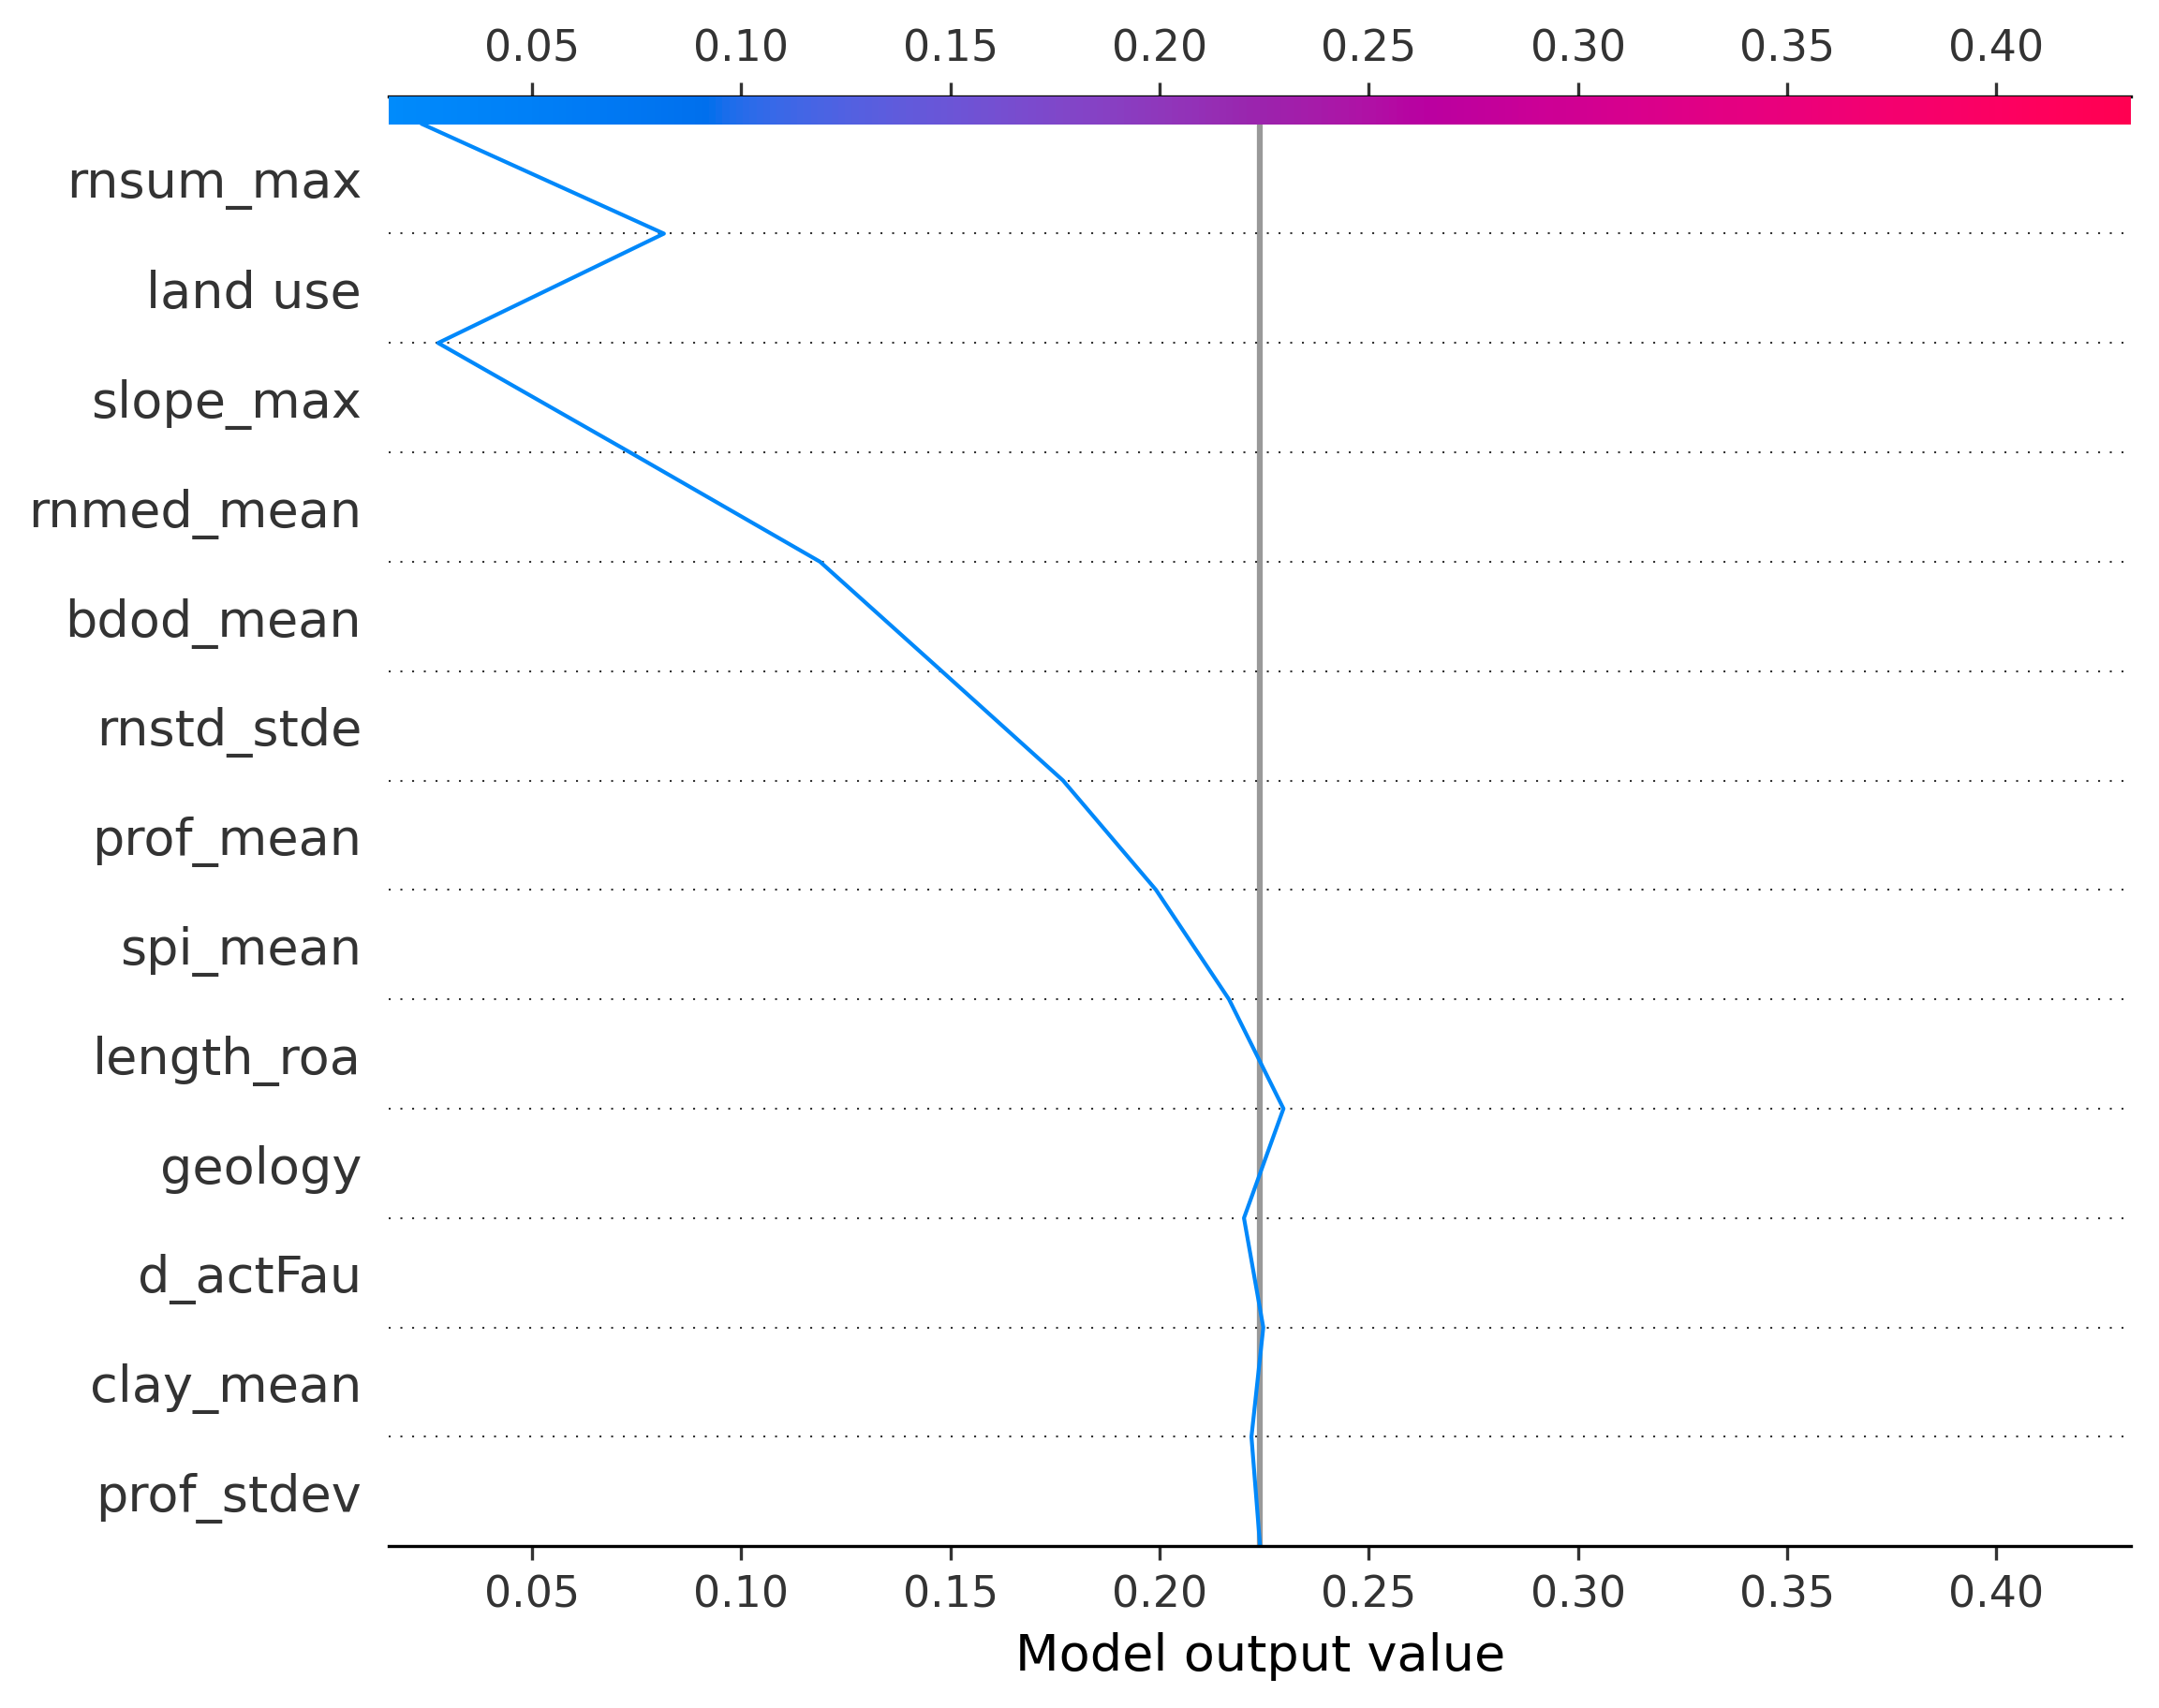 0.05 0.10 0.15 0.20 0.25 0.30 0.35 0.40
rnsum_max
land use
slope_max
rnmed_mean
bdod_mean
rnstd_stde
prof_mean
spi_mean
length_roa
geology
d_actFau
clay_mean
prof_stdev
0.05 0.10 0.15 0.20 0.25 0.30 0.35 0.40
Model output value